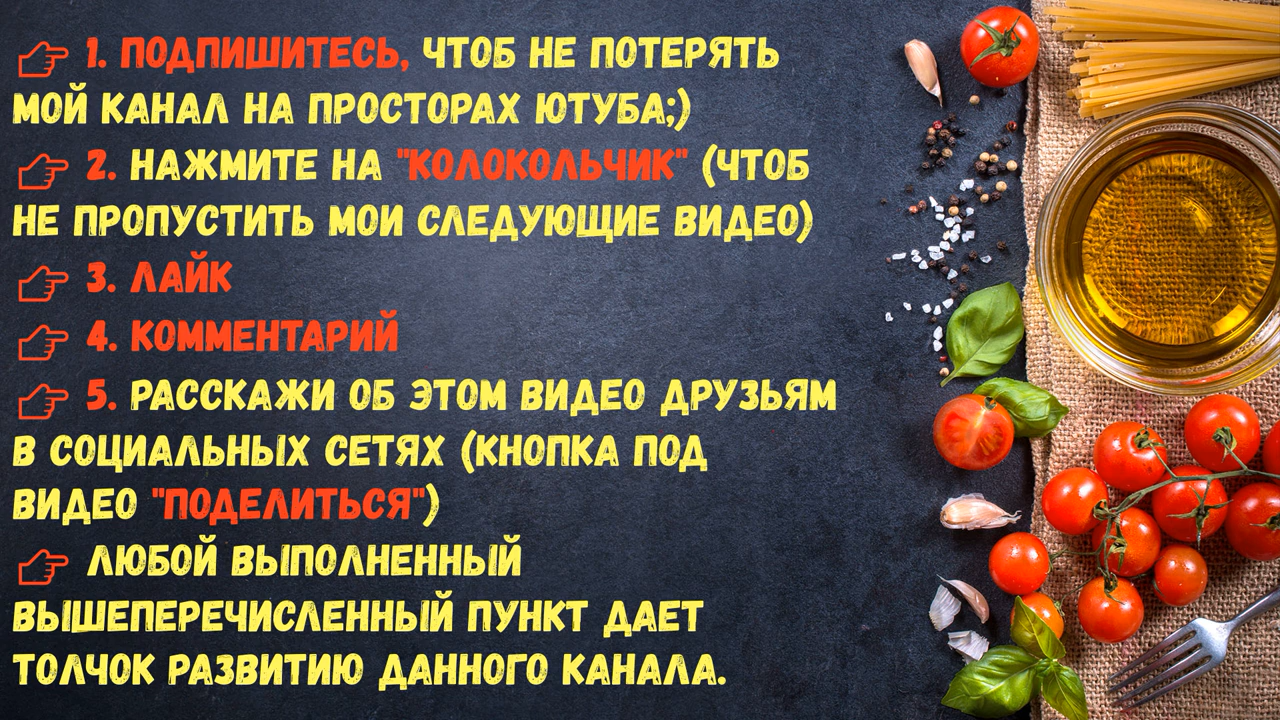 1. ПОДПИШИТЕСЬ, ЧТОБ НЕ ПОТЕРЯТЬ
МОЙ КАНАЛ НА ПРОСТОРАХ ЮТУБА;)
2. НАЖМИТЕ НА "КОЛОКОЛЬЧИК" (ЧТОБ
НЕ ПРОПУСТИТЬ МОИ СЛЕДУЮЩИЕ ВИДЕО)
3. ЛАЙК
4. КОММЕНТАРИЙ
5. РАССКАЖИ ОБ ЭТОМ ВИДЕО ДРУЗЬЯМ
В СОЦИАЛЬНЫХ СЕТЯХ (КНОПКА ПОД
ВИДЕО "ПОДЕЛИТЬСЯ")
ЛЮБОЙ ВЫПОЛНЕННЫЙ
ВЫШЕПЕРЕЧИСЛЕННЫЙ ПУНКТ ДАЕТ
ТОЛЧОК РАЗВИТИЮ ДАННОГО КАНАЛА.